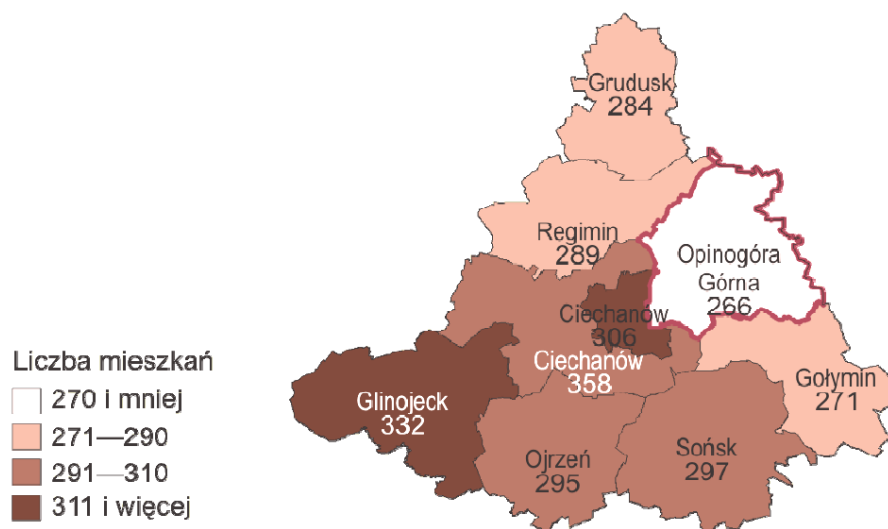 Grudusk
284
Regimin
289
Opinogóra
Górna
266
Ciechanów
306
Ciechanów
358
Gołymin
271
Glinojeck
332
Ojrzeń
295
Sońsk
297
Liczba mieszkań
270 i mniej
271—290
291—310
311 i więcej